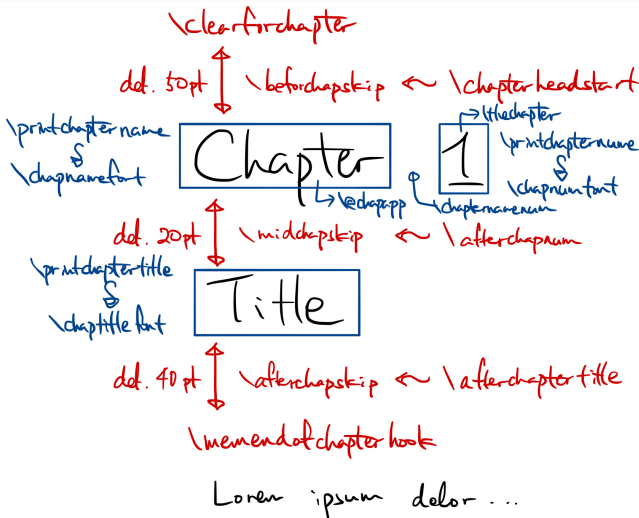 \clearforchapter
def. 50pt \beforchapskip \chapterheadstart
\thechapter
\printchaptername Chapter 1 \printchapternum
\chapnamefont \chapnumfont
\@chapapp \chapternamenum
def. 20pt \midchapskip \afterchapnum
\printchaptertitle
Title
\chaptitlefont
def. 40pt \afterchapskip \afterchaptertitle
\memendofchapterhook
Lorem ipsum dolor ...